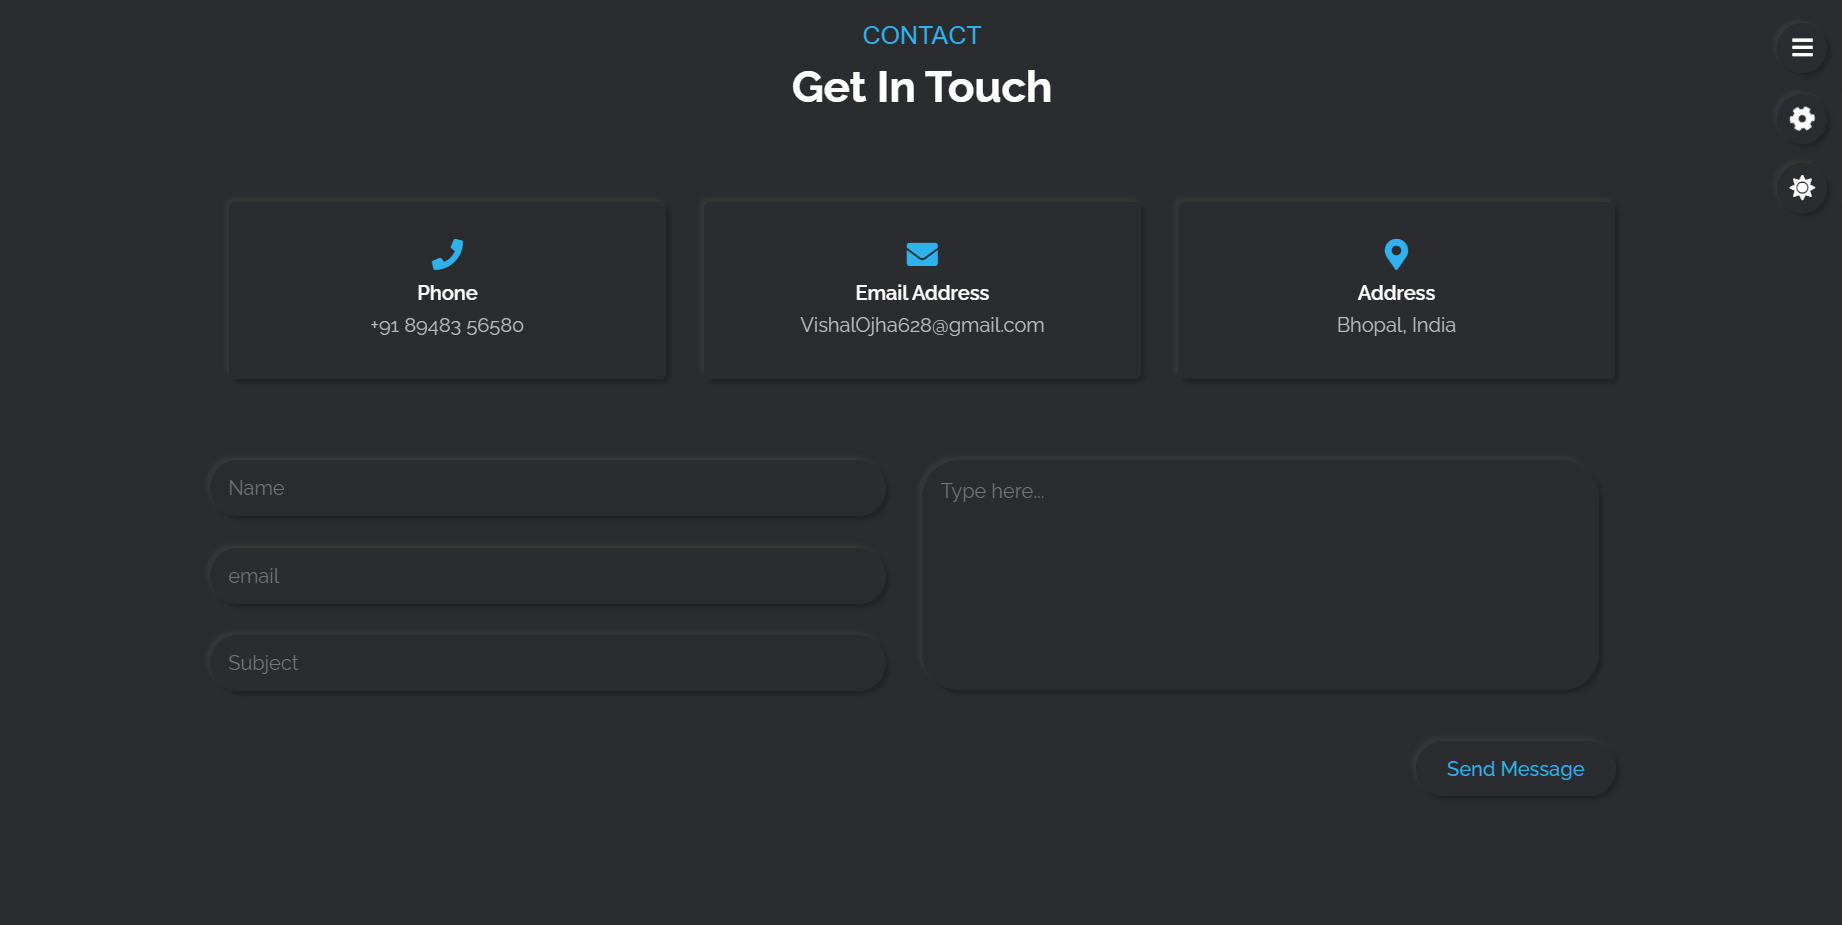 CONTACT
Get In Touch
Phone
+91 89483 56580
Email Address
VishalOjha628@gmail.com
Address
Bhopal, India
Name
email
Subject
Type here...
Send Message